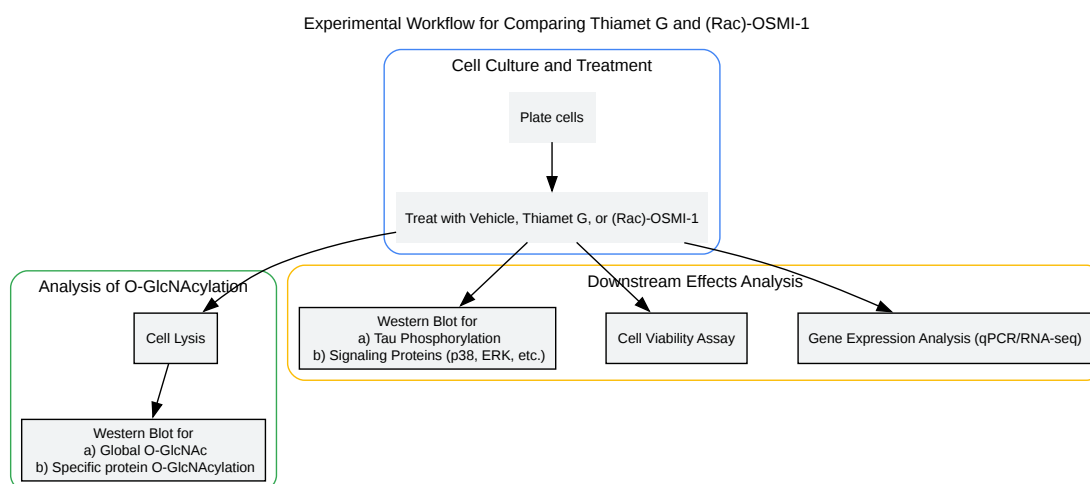 Experimental Workflow for Comparing Thiamet G and (Rac)-OSMI-1
Cell Culture and Treatment
Plate cells
Treat with Vehicle, Thiamet G, or (Rac)-OSMI-1
Analysis of O-GlcNAcylation
Cell Lysis
Western Blot for
a) Global O-GlcNAc
b) Specific protein O-GlcNAcylation
Downstream Effects Analysis
Western Blot for
a) Tau Phosphorylation
b) Signaling Proteins (p38, ERK, etc.)
Cell Viability Assay
Gene Expression Analysis (qPCR/RNA-seq)